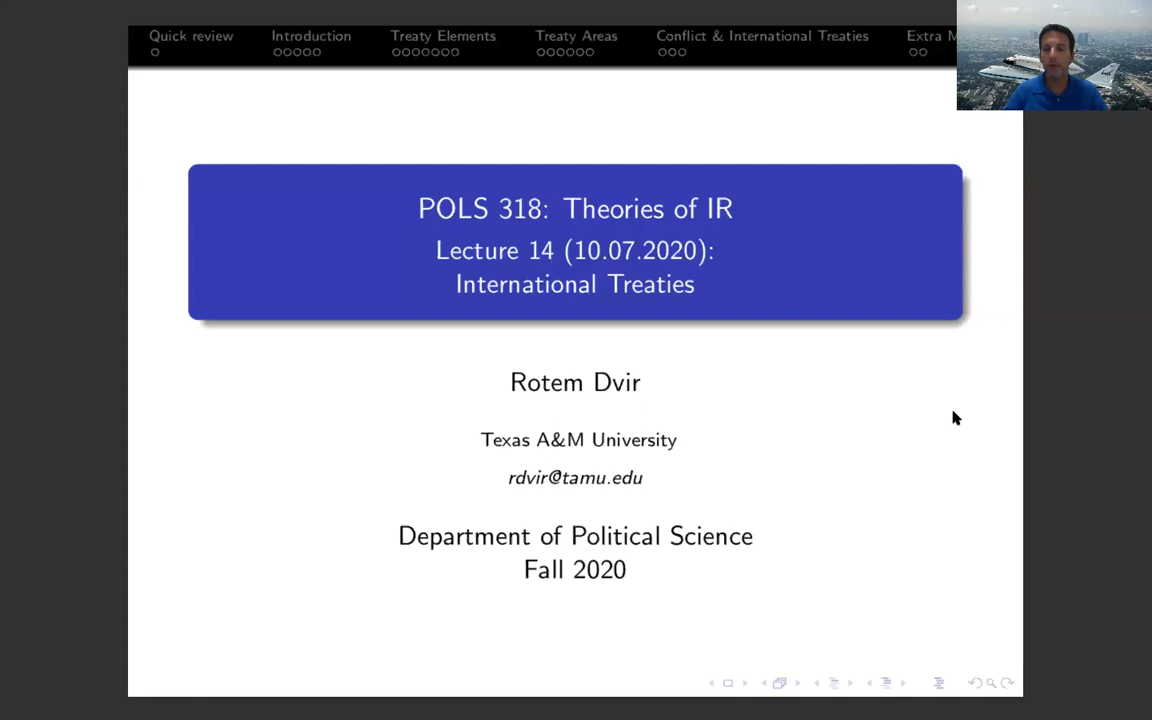 Quick review
Introduction
Treaty Elements
Treaty Areas
Conflict & International Treaties
Extra
POLS 318: Theories of IR
Lecture 14 (10.07.2020):
International Treaties
Rotem Dvir
Texas A&M University
rdvir@tamu.edu
Department of Political Science
Fall 2020